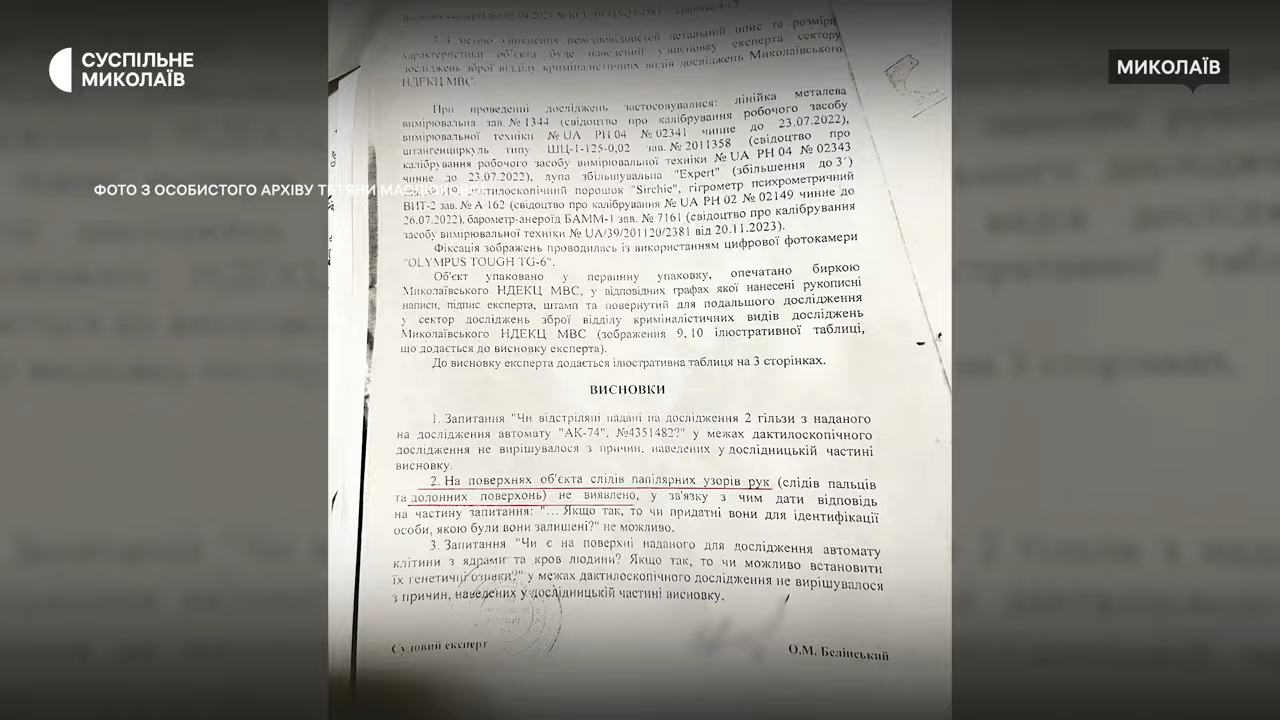 СУСПІЛЬНЕ
МИКОЛАЇВ
МИКОЛАЇВ
ФОТО З ОСОБИСТОГО АРХІВУ
3. З метою уникнення невідповідностей детальний опис та розміри
характеристики об'єкта буде наведений у висновку експерта сектору
досліджень зброї відділу криміналістичних видів досліджень Миколаївського
НДЕКЦ МВС.
При проведенні досліджень застосовувалися: лінійка металева
вимірювальна зав. № 1344 (свідоцтво про калібрування робочого засобу
вимірювальної техніки № UA РН 04 № 02341 чинне до 23.07.2022),
штангенциркуль типу ШЦ-1-125-0,02 зав. № 2011358 (свідоцтво про
калібрування робочого засобу вимірювальної техніки № UA РН 04 № 02343
чинне до 23.07.2022), лупа збільшувальна "Expert" (збільшення до 3ˊ)
дактилоскопічний порошок "Sirchie", гігрометр психрометричний
ВИТ-2 зав. № А 162 (свідоцтво про калібрування № UA РН 02 № 02149 чинне до
26.07.2022), барометр-анероїд БАММ-1 зав. № 7161 (свідоцтво про калібрування
засобу вимірювальної техніки № UA/39/201120/2381 від 20.11.2023).
Фіксація зображень проводилась із використанням цифрової фотокамери
"OLYMPUS TOUGH TG-6".
Об'єкт упаковано у первинну упаковку, опечатано биркою
Миколаївського НДЕКЦ МВС, у відповідних графах якої нанесені рукописні
написи, підпис експерта, штамп та повернутий для подальшого дослідження
у сектор досліджень зброї відділу криміналістичних видів досліджень
Миколаївського НДЕКЦ МВС (зображення 9, 10 ілюстративної таблиці,
що додається до висновку експерта).
До висновку експерта додається ілюстративна таблиця на 3 сторінках.
ВИСНОВКИ
1. Запитання "Чи відстріляні надані на дослідження 2 гільзи з наданого
на дослідження автомату "АК-74", №4351482?" у межах дактилоскопічного
дослідження не вирішувалося з причин, наведених у дослідницькій частині
висновку.
2. На поверхнях об'єкта слідів папілярних узорів рук (слідів пальців
та долонних поверхонь) не виявлено, у зв'язку з чим дати відповідь
на частину запитання: "... Якщо так, то чи придатні вони для ідентифікації
особи, якою були вони залишені?" не можливо.
3. Запитання "Чи є на поверхні наданого для дослідження автомату
клітини з ядрами та кров людини? Якщо так, то чи можливо встановити
їх генетичні ознаки?" у межах дактилоскопічного дослідження не вирішувалося
з причин, наведених у дослідницькій частині висновку.
Судовий експерт
О.М. Белінський